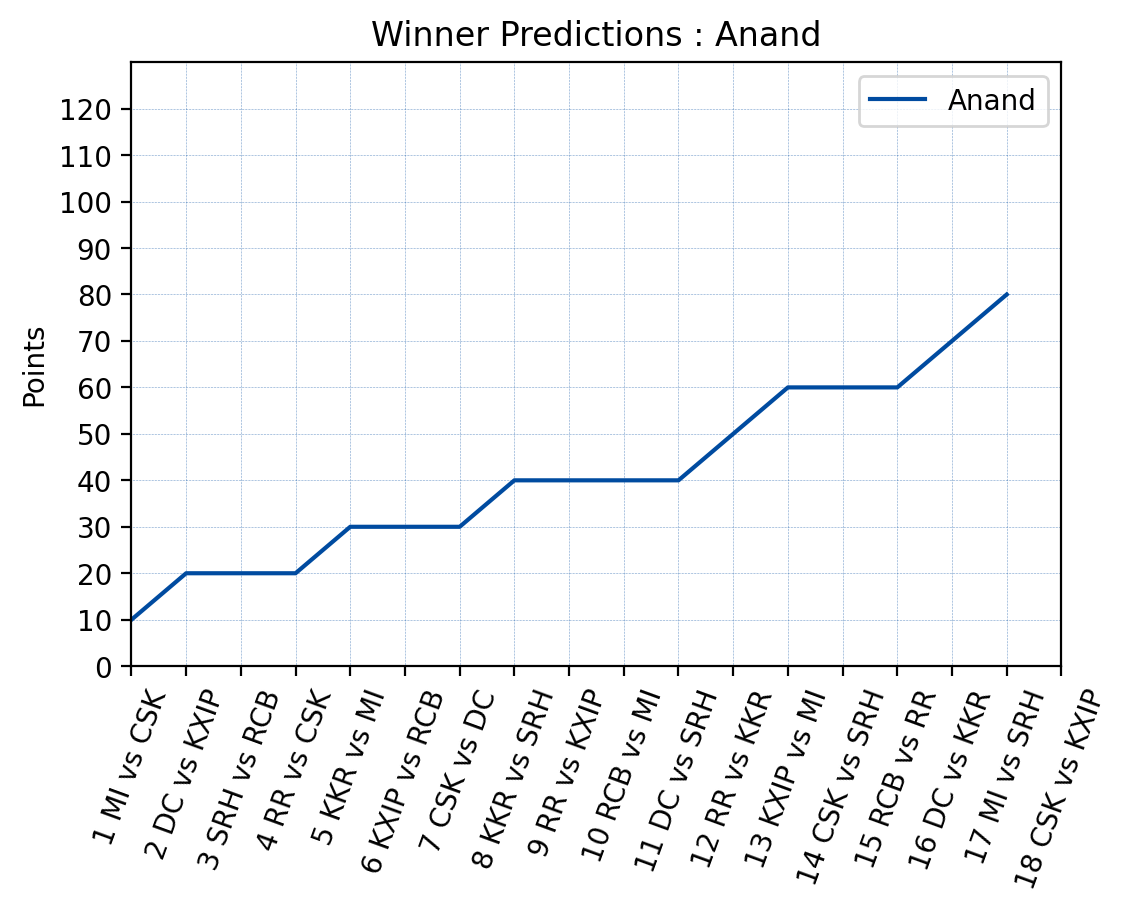 Winner Predictions : Anand
Anand
Points
120
110
100
90
80
70
60
50
40
30
20
10
0
1 MI vs CSK
2 DC vs KXIP
3 SRH vs RCB
4 RR vs CSK
5 KKR vs MI
6 KXIP vs RCB
7 CSK vs DC
8 KKR vs SRH
9 RR vs KXIP
10 RCB vs MI
11 DC vs SRH
12 RR vs KKR
13 KXIP vs MI
14 CSK vs SRH
15 RCB vs RR
16 DC vs KKR
17 MI vs SRH
18 CSK vs KXIP